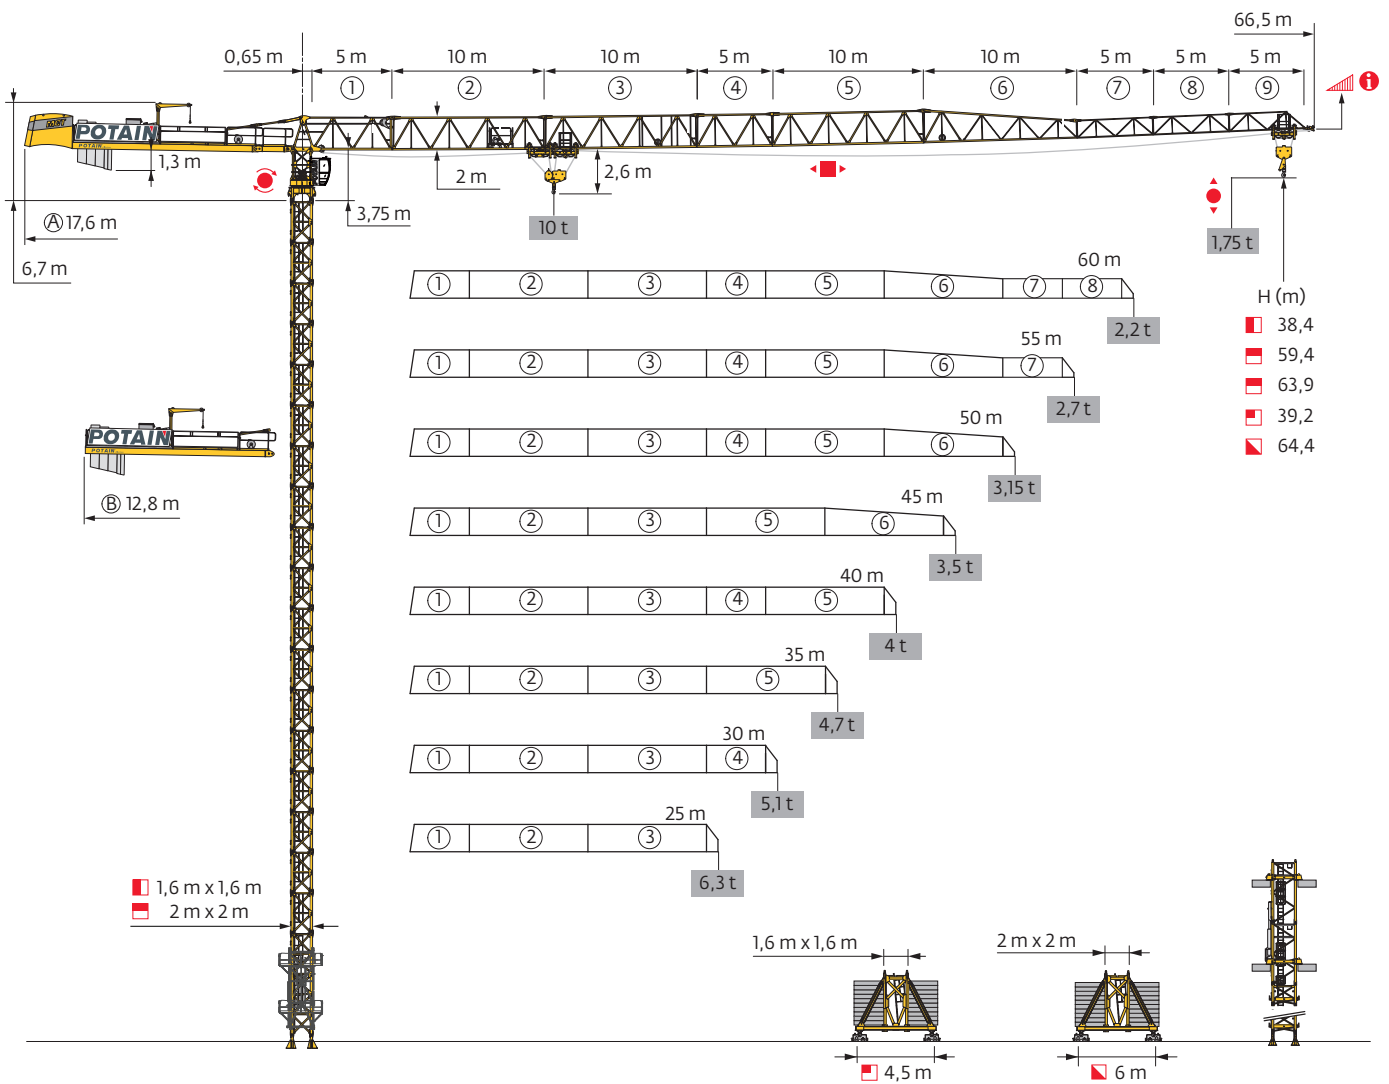 66,5 m
0,65 m 5 m 10 m 10 m 5 m 10 m 10 m 5 m 5 m 5 m
① ② ③ ④ ⑤ ⑥ ⑦ ⑧ ⑨
i
MDT
POTAIN
POTAIN
1,3 m
2 m
2,6 m
Ⓐ 17,6 m
3,75 m
10 t
1,75 t
6,7 m
60 m
① ② ③ ④ ⑤ ⑥ ⑦ ⑧
2,2 t
H (m)
38,4
59,4
63,9
39,2
64,4
55 m
① ② ③ ④ ⑤ ⑥ ⑦
2,7 t
POTAIN
POTAIN
Ⓑ 12,8 m
50 m
① ② ③ ④ ⑤ ⑥
3,15 t
45 m
① ② ③ ⑤ ⑥
3,5 t
40 m
① ② ③ ④ ⑤
4 t
35 m
① ② ③ ⑤
4,7 t
30 m
① ② ③ ④
5,1 t
25 m
① ② ③
6,3 t
1,6 m x 1,6 m
2 m x 2 m
1,6 m x 1,6 m
2 m x 2 m
4,5 m
6 m